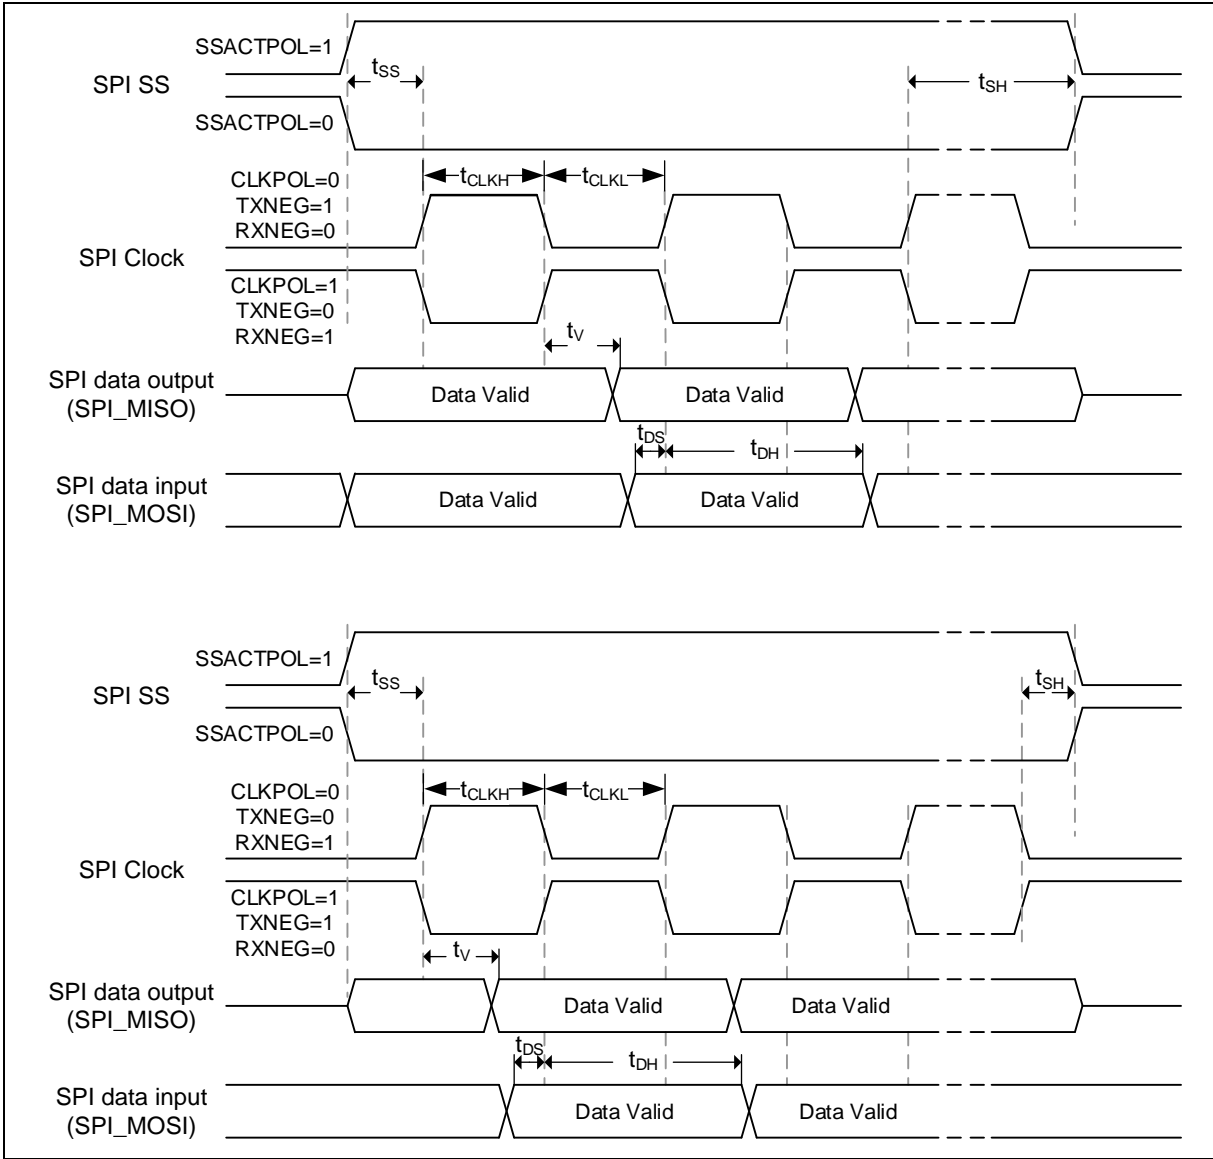 SSACTPOL=1
SPI SS
tSS
tSH
SSACTPOL=0
CLKPOL=0
TXNEG=1
RXNEG=0
tCLKH
tCLKL
SPI Clock
CLKPOL=1
TXNEG=0
RXNEG=1
tV
SPI data output
(SPI_MISO)
Data Valid
Data Valid
tDS
tDH
SPI data input
(SPI_MOSI)
Data Valid
Data Valid
SSACTPOL=1
SPI SS
tSS
tSH
SSACTPOL=0
CLKPOL=0
TXNEG=0
RXNEG=1
tCLKH
tCLKL
SPI Clock
CLKPOL=1
TXNEG=1
RXNEG=0
tV
SPI data output
(SPI_MISO)
Data Valid
Data Valid
tDS
tDH
SPI data input
(SPI_MOSI)
Data Valid
Data Valid